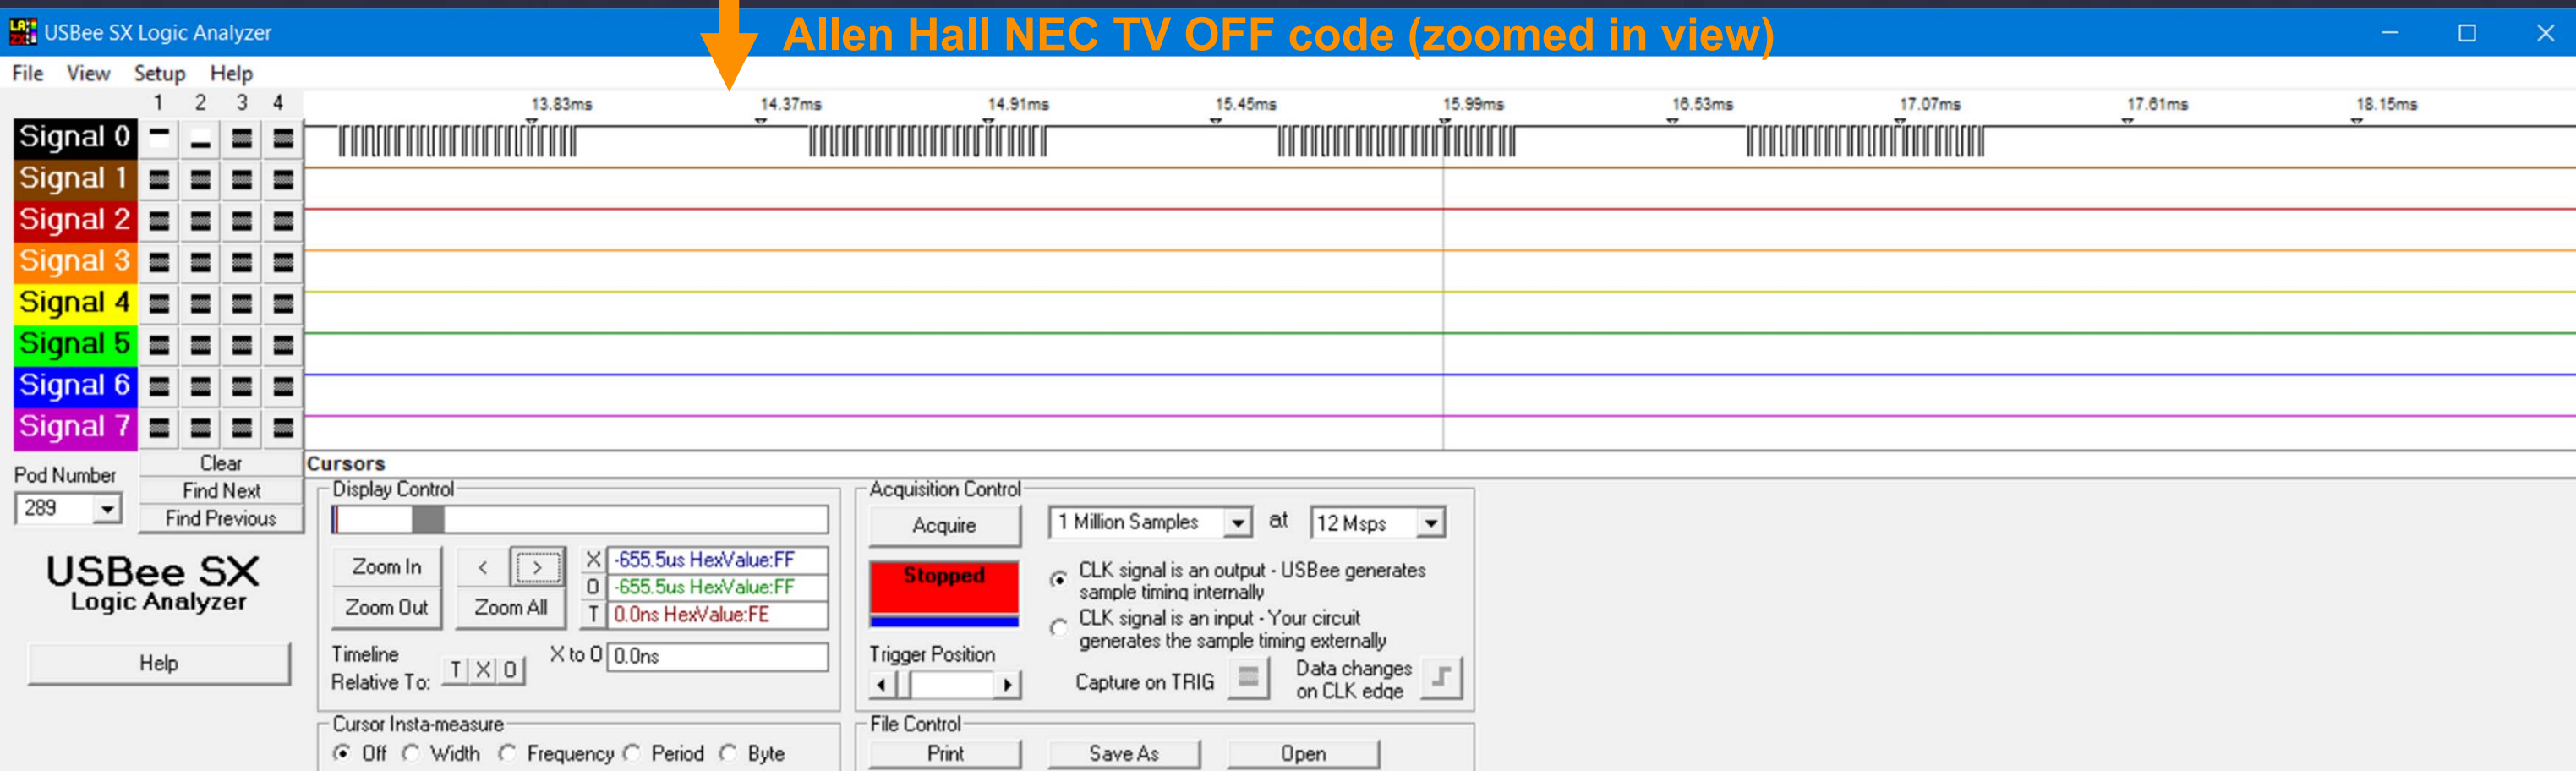 USBee SX Logic Analyzer
Allen Hall NEC TV OFF code (zoomed in view)
File View Setup Help
1 2 3 4
13.83ms 14.37ms 14.91ms 15.45ms 15.99ms 16.53ms 17.07ms 17.61ms 18.15ms
Signal 0
Signal 1
Signal 2
Signal 3
Signal 4
Signal 5
Signal 6
Signal 7
Clear
Find Next
Find Previous
Pod Number
289
Cursors
USBee SX
Logic Analyzer
Help
Display Control
Zoom In < >
Zoom Out Zoom All
X -655.5us HexValue:FF
O -655.5us HexValue:FF
T 0.0ns HexValue:FE
Timeline
Relative To: T X O
X to O 0.0ns
Cursor Insta-measure
Off Width Frequency Period Byte
Acquisition Control
Acquire 1 Million Samples at 12 Msps
Stopped
CLK signal is an output - USBee generates
sample timing internally
CLK signal is an input - Your circuit
generates the sample timing externally
Trigger Position
Capture on TRIG
Data changes
on CLK edge
File Control
Print Save As Open